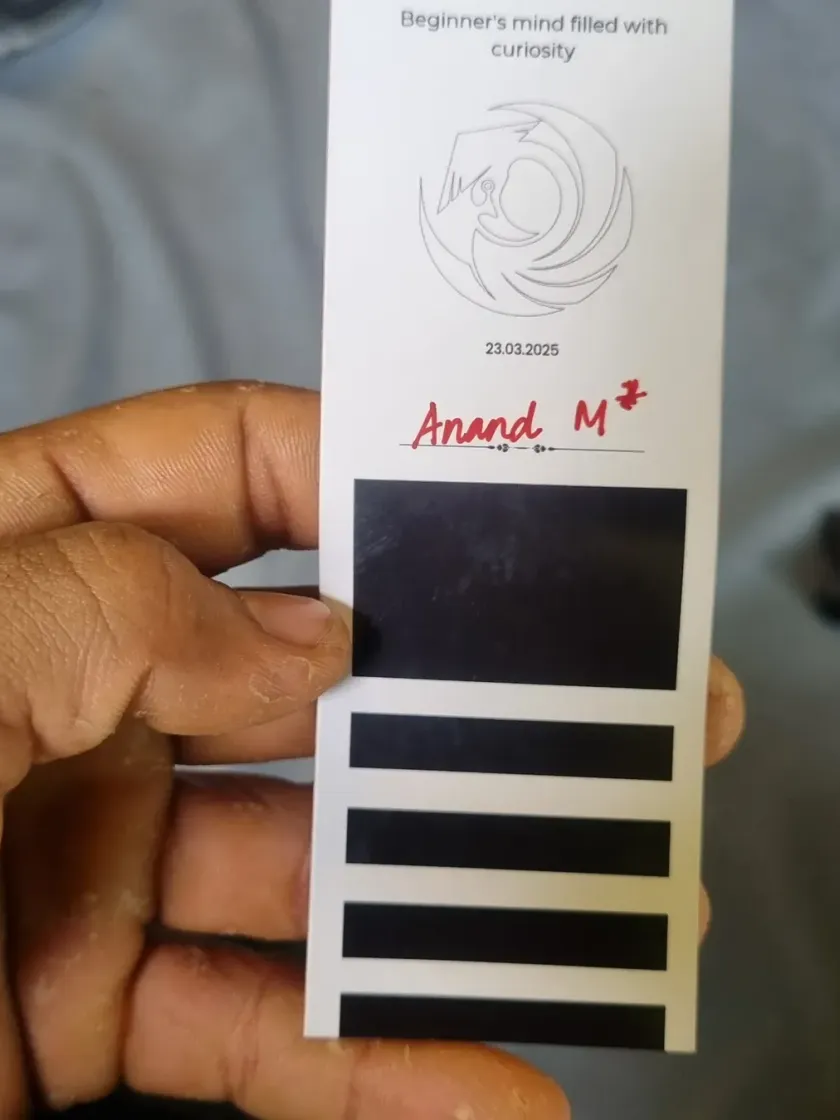 Beginner's mind filled with
curiosity
23.03.2025
Anand M*